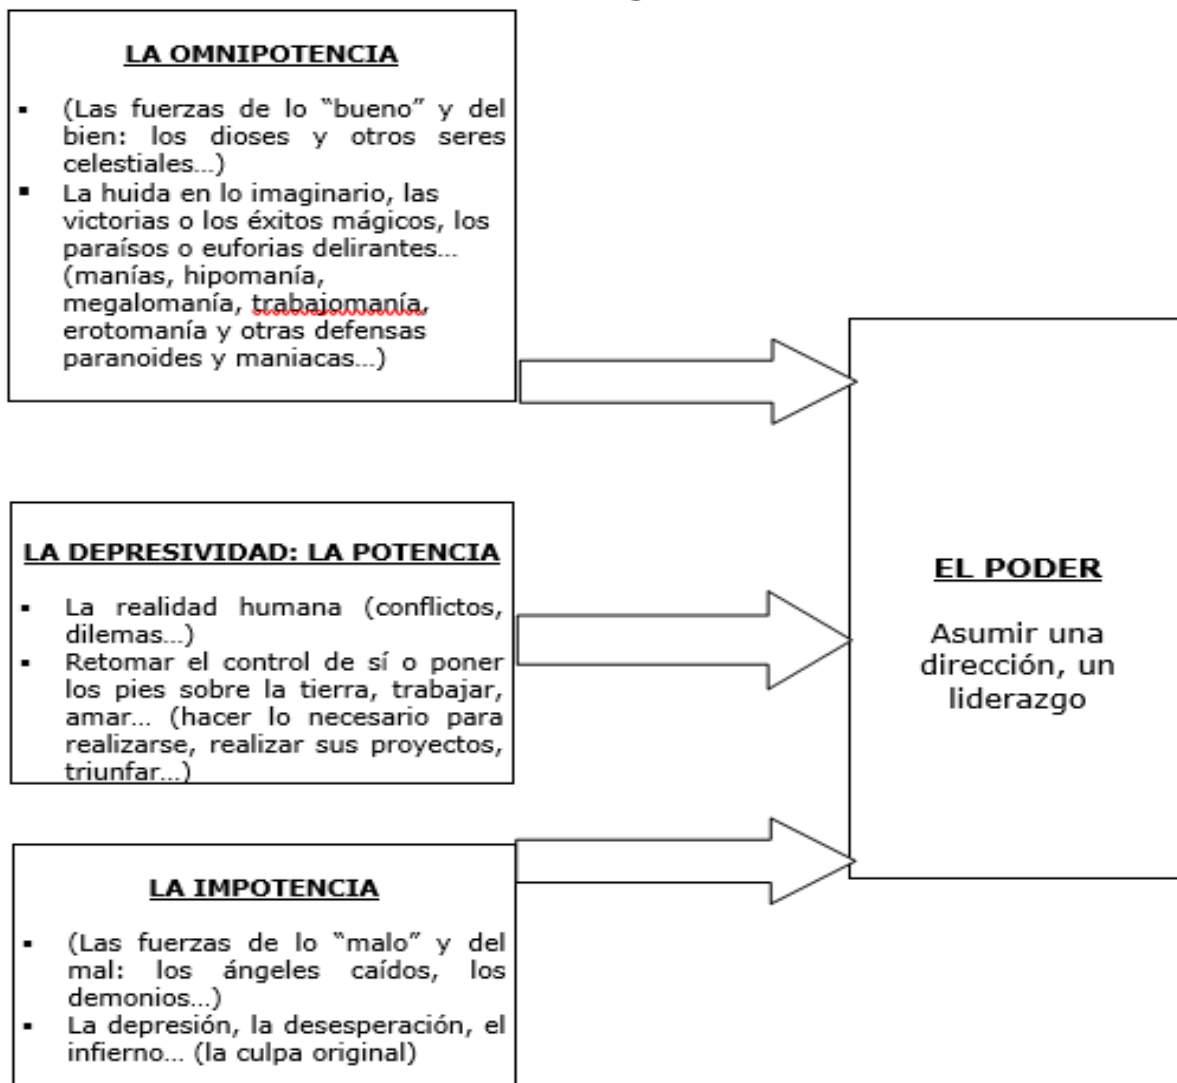 LA OMNIPOTENCIA
▪ (Las fuerzas de lo “bueno” y del
bien: los dioses y otros seres
celestiales…)
▪ La huida en lo imaginario, las
victorias o los éxitos mágicos, los
paraísos o euforias delirantes…
(manías, hipomanía,
megalomanía, trabajomanía,
erotomanía y otras defensas
paranoides y maniacas…)
LA DEPRESIVIDAD: LA POTENCIA
▪ La realidad humana (conflictos,
dilemas…)
▪ Retomar el control de sí o poner
los pies sobre la tierra, trabajar,
amar… (hacer lo necesario para
realizarse, realizar sus proyectos,
triunfar…)
LA IMPOTENCIA
▪ (Las fuerzas de lo “malo” y del
mal: los ángeles caídos, los
demonios…)
▪ La depresión, la desesperación, el
infierno… (la culpa original)
EL PODER
Asumir una
dirección, un
liderazgo